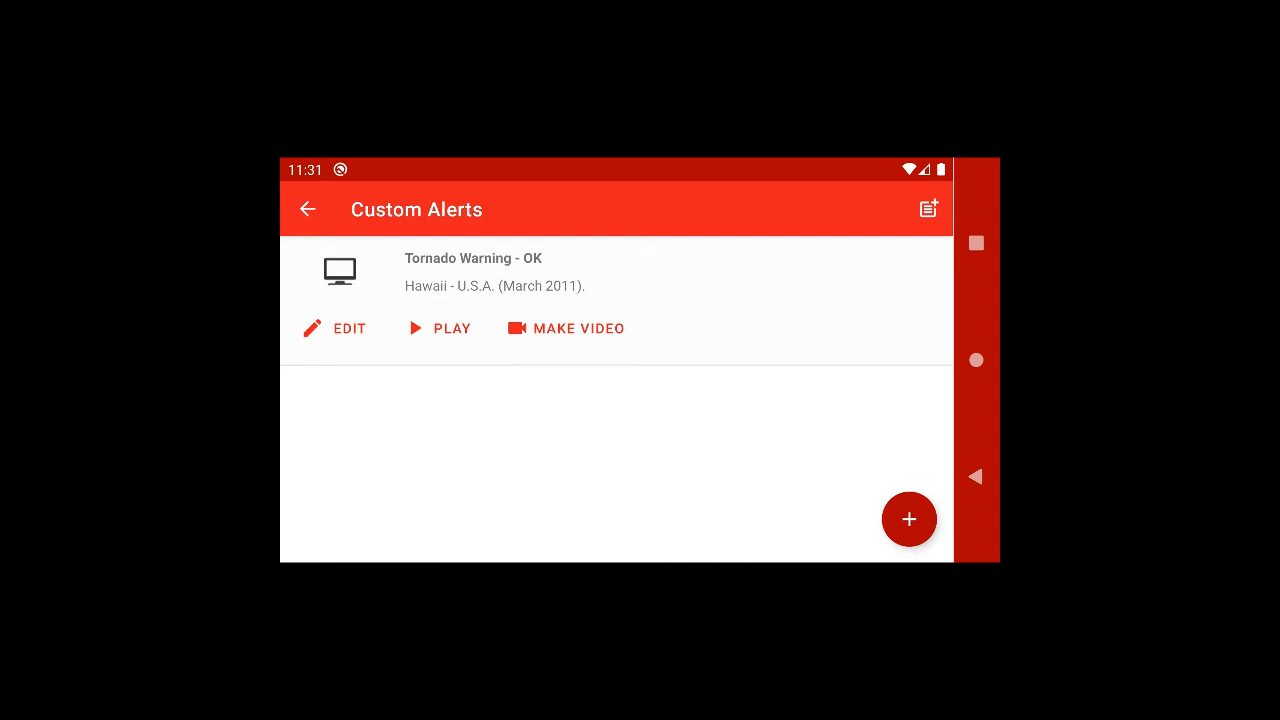 11:31
Custom Alerts
Tornado Warning - OK
Hawaii - U.S.A. (March 2011).
EDIT PLAY MAKE VIDEO